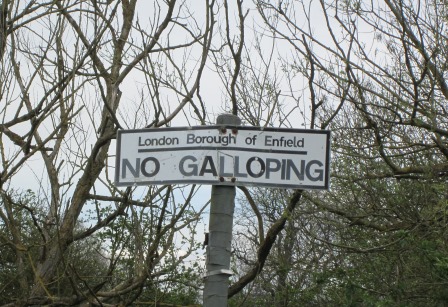 London Borough of Enfield
NO GALLOPING